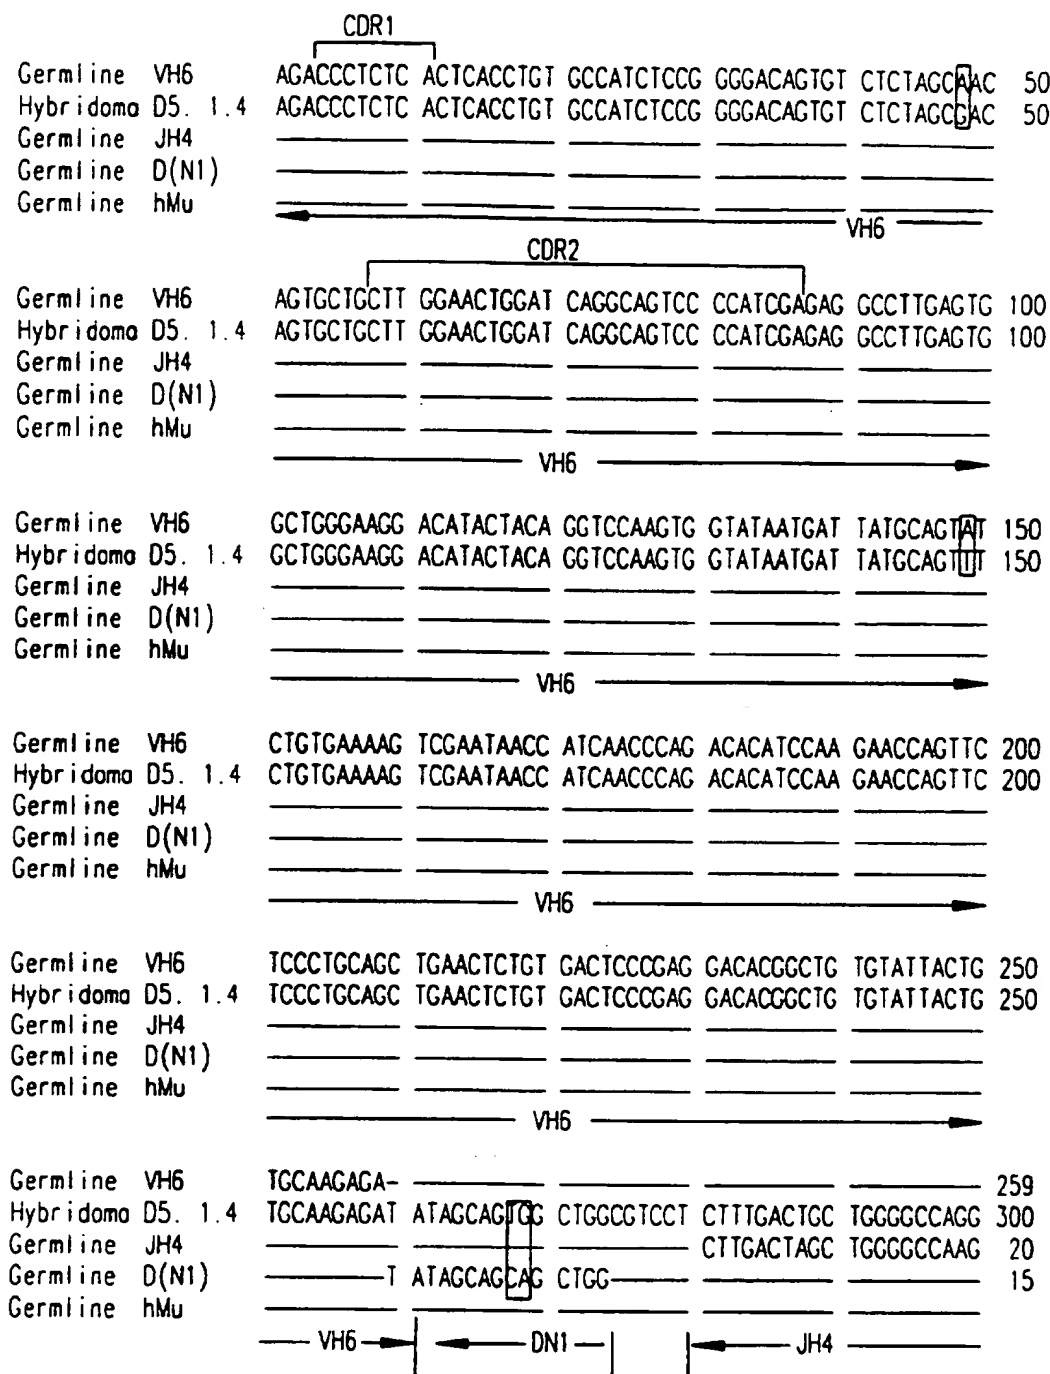 CDR1
Germline VH6 AGACCCTCTC ACTCACCTGT GCCATCTCCG GGGACAGTGT CTCTAGCAAC 50
Hybridoma D5. 1.4 AGACCCTCTC ACTCACCTGT GCCATCTCCG GGGACAGTGT CTCTAGCGAC 50
Germline JH4
Germline D(N1)
Germline hMu
VH6
CDR2
Germline VH6 AGTGCTGCTT GGAACTGGAT CAGGCAGTCC CCATCGAGAG GCCTTGAGTG 100
Hybridoma D5. 1.4 AGTGCTGCTT GGAACTGGAT CAGGCAGTCC CCATCGAGAG GCCTTGAGTG 100
Germline JH4
Germline D(N1)
Germline hMu
VH6
Germline VH6 GCTGGGAAGG ACATACTACA GGTCCAAGTG GTATAATGAT TATGCAGTAT 150
Hybridoma D5. 1.4 GCTGGGAAGG ACATACTACA GGTCCAAGTG GTATAATGAT TATGCAGTTT 150
Germline JH4
Germline D(N1)
Germline hMu
VH6
Germline VH6 CTGTGAAAAG TCGAATAACC ATCAACCCAG ACACATCCAA GAACCAGTTC 200
Hybridoma D5. 1.4 CTGTGAAAAG TCGAATAACC ATCAACCCAG ACACATCCAA GAACCAGTTC 200
Germline JH4
Germline D(N1)
Germline hMu
VH6
Germline VH6 TCCCTGCAGC TGAACTCTGT GACTCCCGAG GACACGGCTG TGTATTACTG 250
Hybridoma D5. 1.4 TCCCTGCAGC TGAACTCTGT GACTCCCGAG GACACGGCTG TGTATTACTG 250
Germline JH4
Germline D(N1)
Germline hMu
VH6
Germline VH6 TGCAAGAGA- 259
Hybridoma D5. 1.4 TGCAAGAGAT ATAGCAGTGG CTGGCGTCCT CTTTGACTGC TGGGGCCAGG 300
Germline JH4 CTTGACTAGC TGGGGCCAAG 20
Germline D(N1) T ATAGCAGCAG CTGG 15
Germline hMu
VH6 DN1 JH4